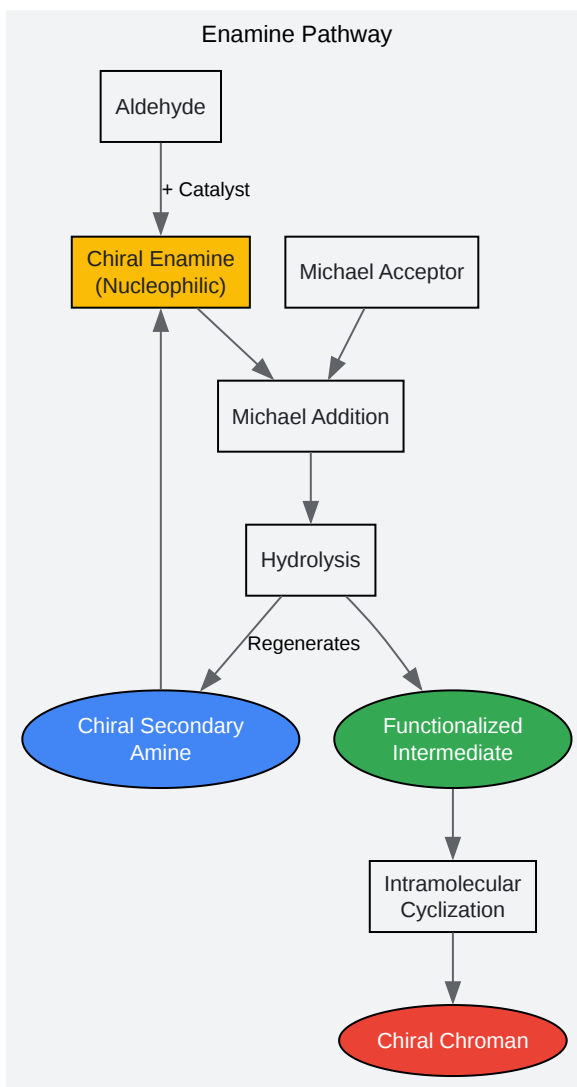 Enamine Pathway
Aldehyde
+ Catalyst
Chiral Enamine
(Nucleophilic)
Michael Acceptor
Michael Addition
Hydrolysis
Regenerates
Chiral Secondary
Amine
Functionalized
Intermediate
Intramolecular
Cyclization
Chiral Chroman